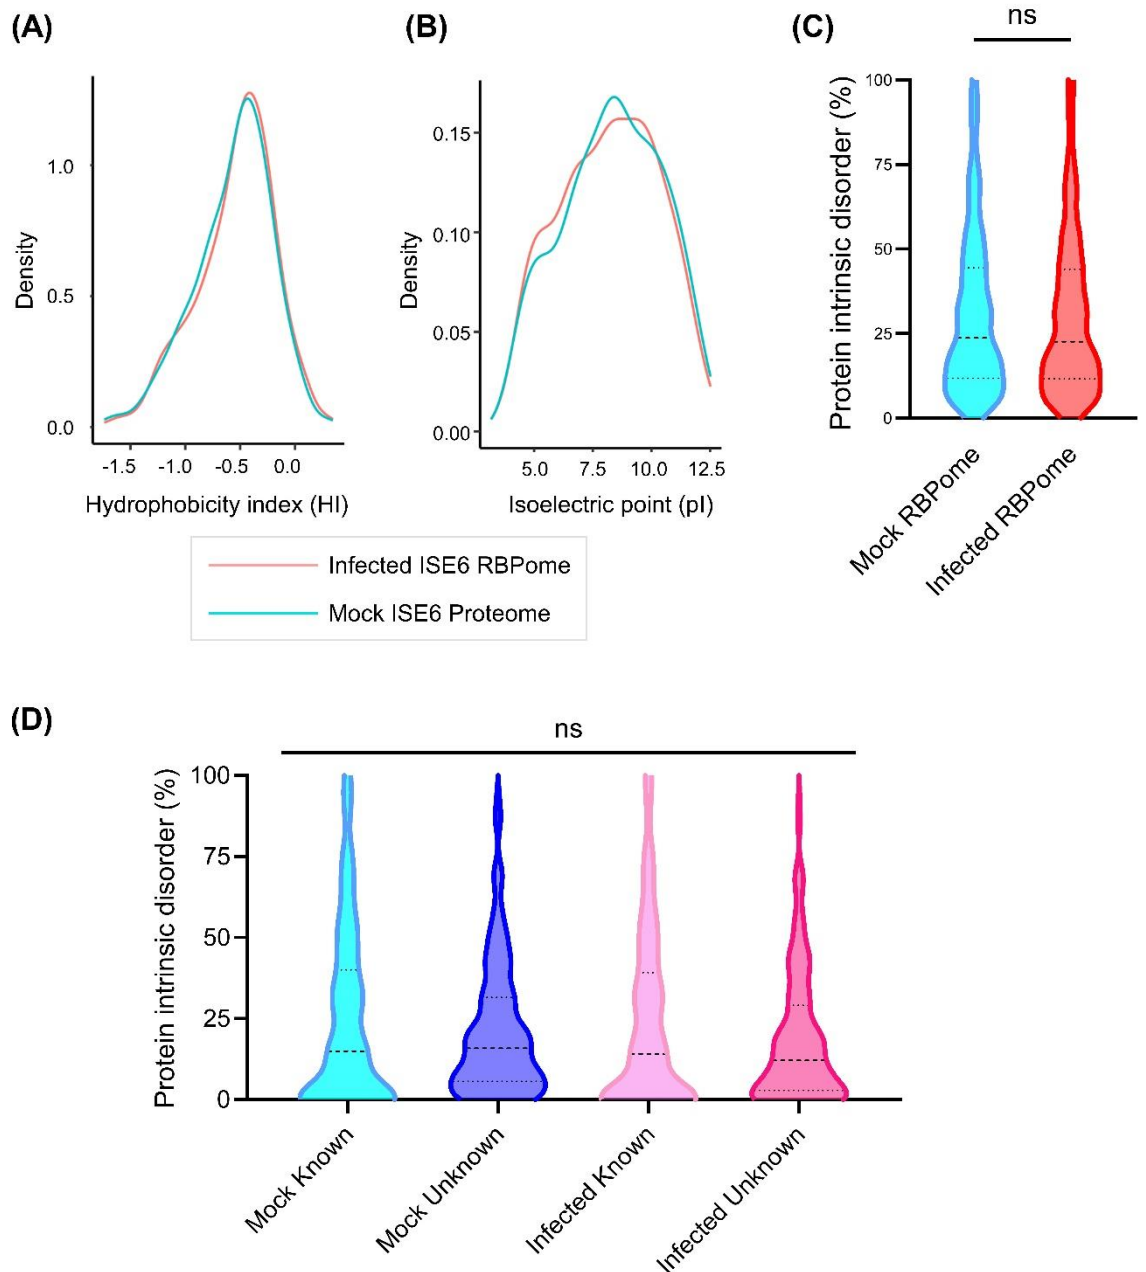 (A)
Density
1.0
0.5
0.0
-1.5 -1.0 -0.5 0.0
Hydrophobicity index (HI)
(B)
Density
0.15
0.10
0.05
0.00
5.0 7.5 10.0 12.5
Isoelectric point (pI)
Infected ISE6 RBPome
Mock ISE6 Proteome
(C)
ns
Protein intrinsic disorder (%)
100
75
50
25
0
Mock RBPome
Infected RBPome
(D)
ns
Protein intrinsic disorder (%)
100
75
50
25
0
Mock Known
Mock Unknown
Infected Known
Infected Unknown